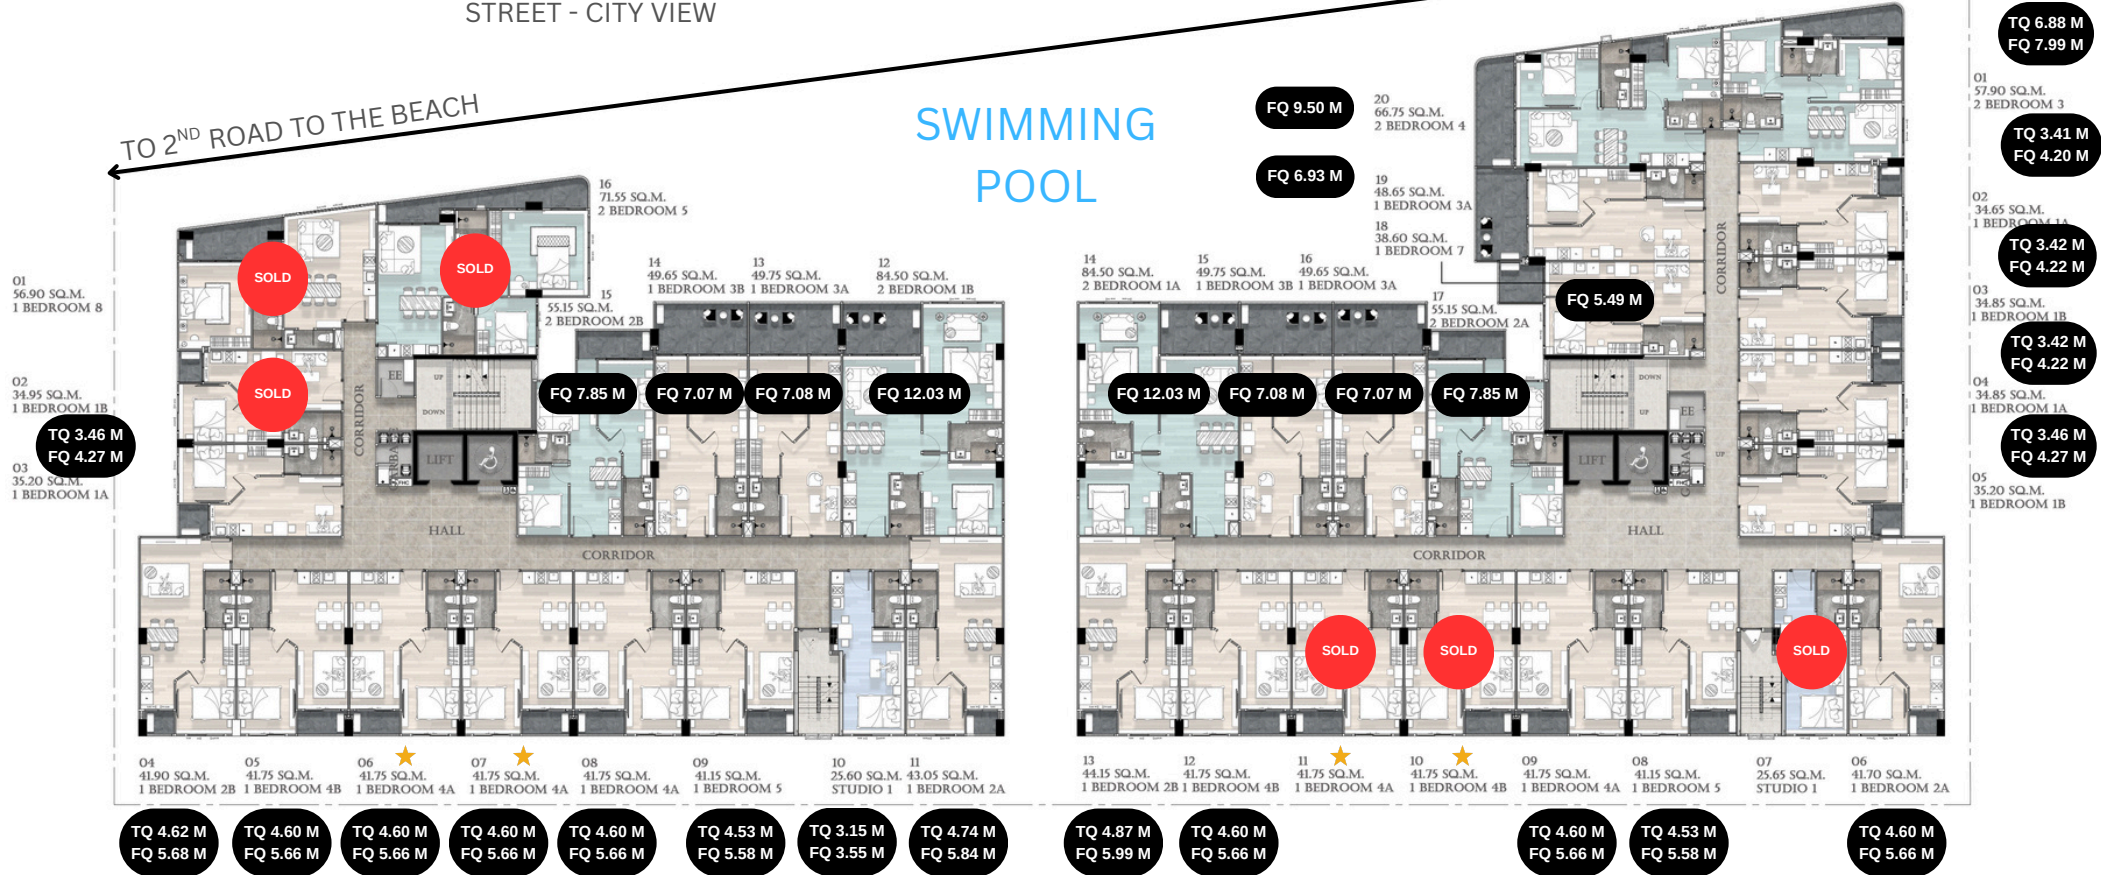 STREET - CITY VIEW
TO 2ND ROAD TO THE BEACH
SWIMMING
POOL
01
56.90 SQ.M.
1 BEDROOM 8
SOLD
02
34.95 SQ.M.
1 BEDROOM 1B
SOLD
TQ 3.46 M
FQ 4.27 M
03
35.20 SQ.M.
1 BEDROOM 1A
16
71.55 SQ.M.
2 BEDROOM 5
SOLD
15
55.15 SQ.M.
2 BEDROOM 2B
FQ 7.85 M
14
49.65 SQ.M.
1 BEDROOM 3B
FQ 7.07 M
13
49.75 SQ.M.
1 BEDROOM 3A
FQ 7.08 M
12
84.50 SQ.M.
2 BEDROOM 1B
FQ 12.03 M
EE
UP
DOWN
CORRIDOR
LIFT
HALL
CORRIDOR
04
41.90 SQ.M.
1 BEDROOM 2B
TQ 4.62 M
FQ 5.68 M
05
41.75 SQ.M.
1 BEDROOM 4B
TQ 4.60 M
FQ 5.66 M
06
41.75 SQ.M.
1 BEDROOM 4A
TQ 4.60 M
FQ 5.66 M
07
41.75 SQ.M.
1 BEDROOM 4A
TQ 4.60 M
FQ 5.66 M
08
41.75 SQ.M.
1 BEDROOM 4A
TQ 4.60 M
FQ 5.66 M
09
41.15 SQ.M.
1 BEDROOM 5
TQ 4.53 M
FQ 5.58 M
10
25.60 SQ.M.
STUDIO 1
TQ 3.15 M
FQ 3.55 M
11
43.05 SQ.M.
1 BEDROOM 2A
TQ 4.74 M
FQ 5.84 M
14
84.50 SQ.M.
2 BEDROOM 1A
FQ 12.03 M
15
49.75 SQ.M.
1 BEDROOM 3B
FQ 7.08 M
16
49.65 SQ.M.
1 BEDROOM 3A
FQ 7.07 M
17
55.15 SQ.M.
2 BEDROOM 2A
FQ 7.85 M
FQ 9.50 M
20
66.75 SQ.M.
2 BEDROOM 4
FQ 6.93 M
19
48.65 SQ.M.
1 BEDROOM 3A
18
38.60 SQ.M.
1 BEDROOM 7
FQ 5.49 M
CORRIDOR
DOWN
UP
EE
LIFT
UP
HALL
CORRIDOR
TQ 6.88 M
FQ 7.99 M
01
57.90 SQ.M.
2 BEDROOM 3
TQ 3.41 M
FQ 4.20 M
02
34.65 SQ.M.
1 BEDROOM 1A
TQ 3.42 M
FQ 4.22 M
03
34.85 SQ.M.
1 BEDROOM 1B
TQ 3.42 M
FQ 4.22 M
04
34.85 SQ.M.
1 BEDROOM 1A
TQ 3.46 M
FQ 4.27 M
05
35.20 SQ.M.
1 BEDROOM 1B
SOLD
SOLD
SOLD
13
44.15 SQ.M.
1 BEDROOM 2B
TQ 4.87 M
FQ 5.99 M
12
41.75 SQ.M.
1 BEDROOM 4B
TQ 4.60 M
FQ 5.66 M
11
41.75 SQ.M.
1 BEDROOM 4A
10
41.75 SQ.M.
1 BEDROOM 4B
09
41.75 SQ.M.
1 BEDROOM 4A
TQ 4.60 M
FQ 5.66 M
08
41.15 SQ.M.
1 BEDROOM 5
TQ 4.53 M
FQ 5.58 M
07
25.65 SQ.M.
STUDIO 1
06
41.70 SQ.M.
1 BEDROOM 2A
TQ 4.60 M
FQ 5.66 M